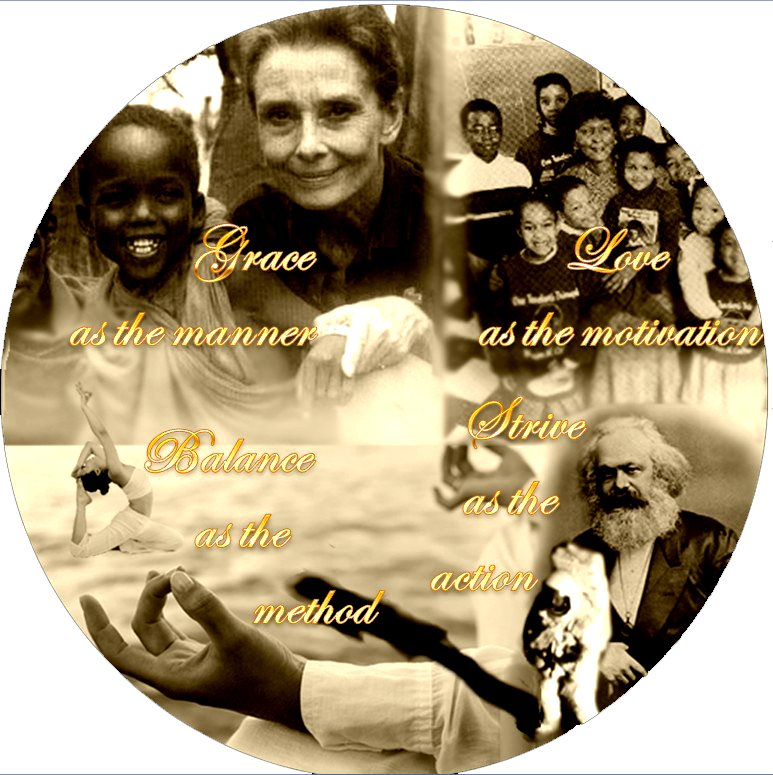 Grace
as the manner
Love
as the motivation
Balance
as the
method
Strive
as the
action